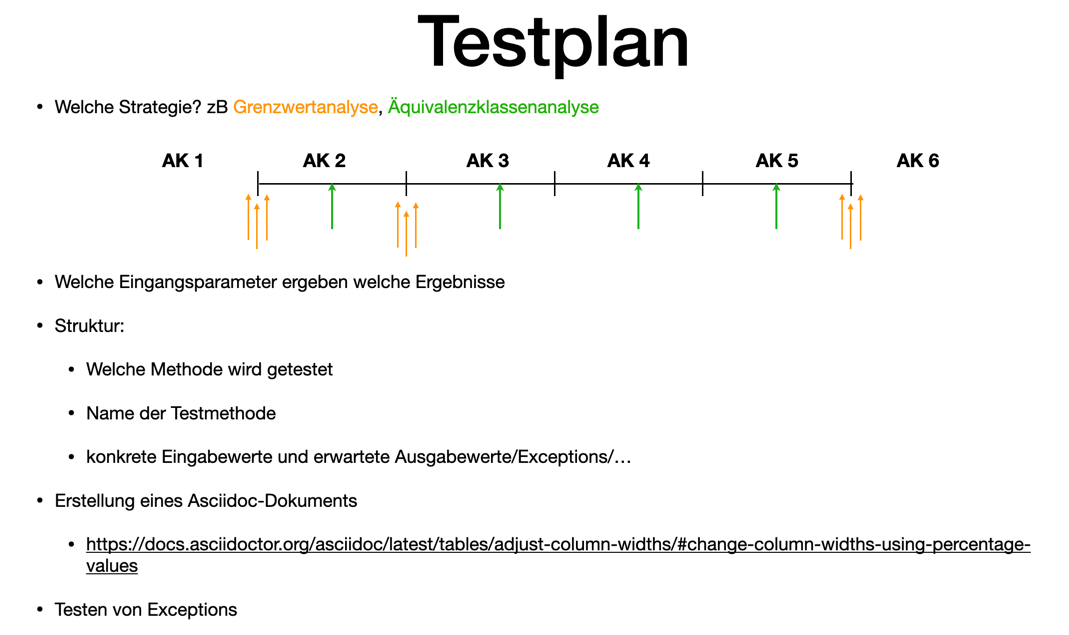 Testplan
• Welche Strategie? zB Grenzwertanalyse, Äquivalenzklassenanalyse
AK 1 AK 2 AK 3 AK 4 AK 5 AK 6
• Welche Eingangsparameter ergeben welche Ergebnisse
• Struktur:
• Welche Methode wird getestet
• Name der Testmethode
• konkrete Eingabewerte und erwartete Ausgabewerte/Exceptions/…
• Erstellung eines Asciidoc-Dokuments
• https://docs.asciidoctor.org/asciidoc/latest/tables/adjust-column-widths/#change-column-widths-using-percentage-
values
• Testen von Exceptions